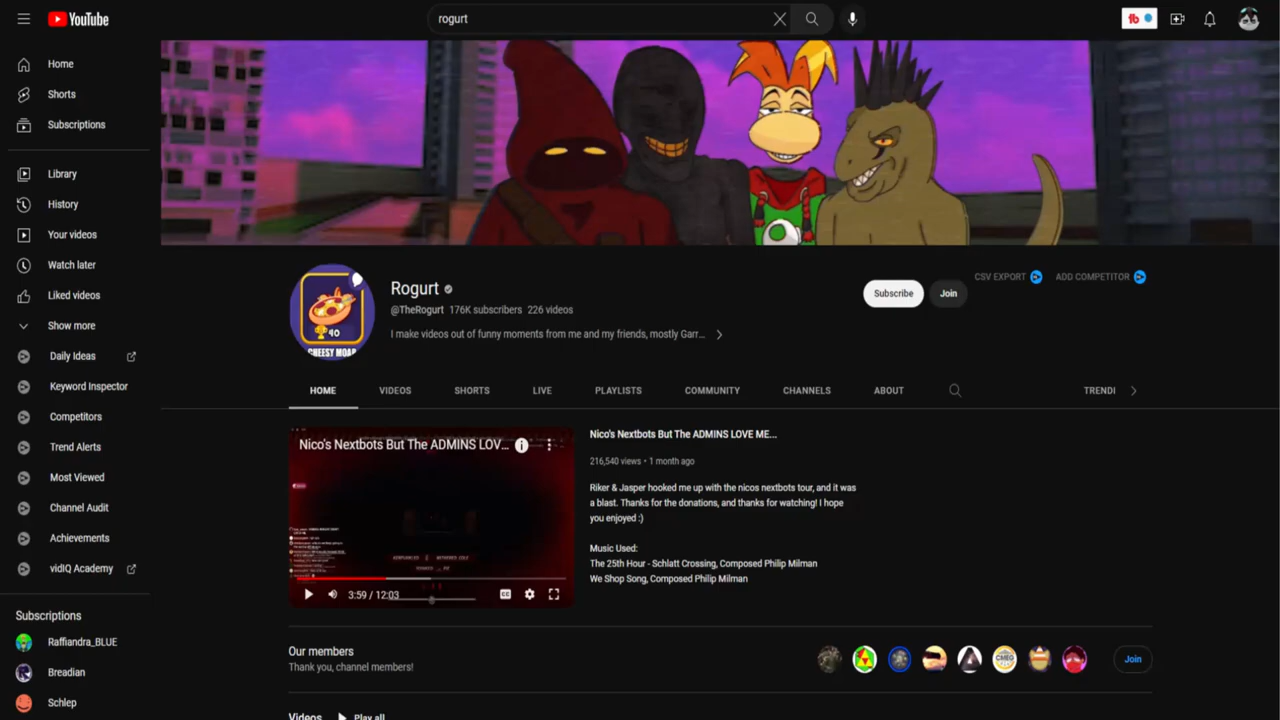 YouTube
rogurt
tb
Home
Shorts
Subscriptions
Library
History
Your videos
Watch later
Liked videos
Show more
Daily Ideas
Keyword Inspector
Competitors
Trend Alerts
Most Viewed
Channel Audit
Achievements
vidIQ Academy
Subscriptions
Raffiandra_BLUE
Breadian
Schlep
40
CHEESY MOAR
Rogurt
@TheRogurt 176K subscribers 226 videos
I make videos out of funny moments from me and my friends, mostly Garr...
Subscribe
Join
CSV EXPORT
ADD COMPETITOR
HOME VIDEOS SHORTS LIVE PLAYLISTS COMMUNITY CHANNELS ABOUT TRENDI
Nico's Nextbots But The ADMINS LOV...
3:59 / 12:03
CC
Nico's Nextbots But The ADMINS LOVE ME...
216,540 views • 1 month ago
Riker & Jasper hooked me up with the nicos nextbots tour, and it was
a blast. Thanks for the donations, and thanks for watching! I hope
you enjoyed :)
Music Used:
The 25th Hour - Schlatt Crossing, Composed Philip Milman
We Shop Song, Composed Philip Milman
Our members
Thank you, channel members!
CMEO
Join
Videos
Play all